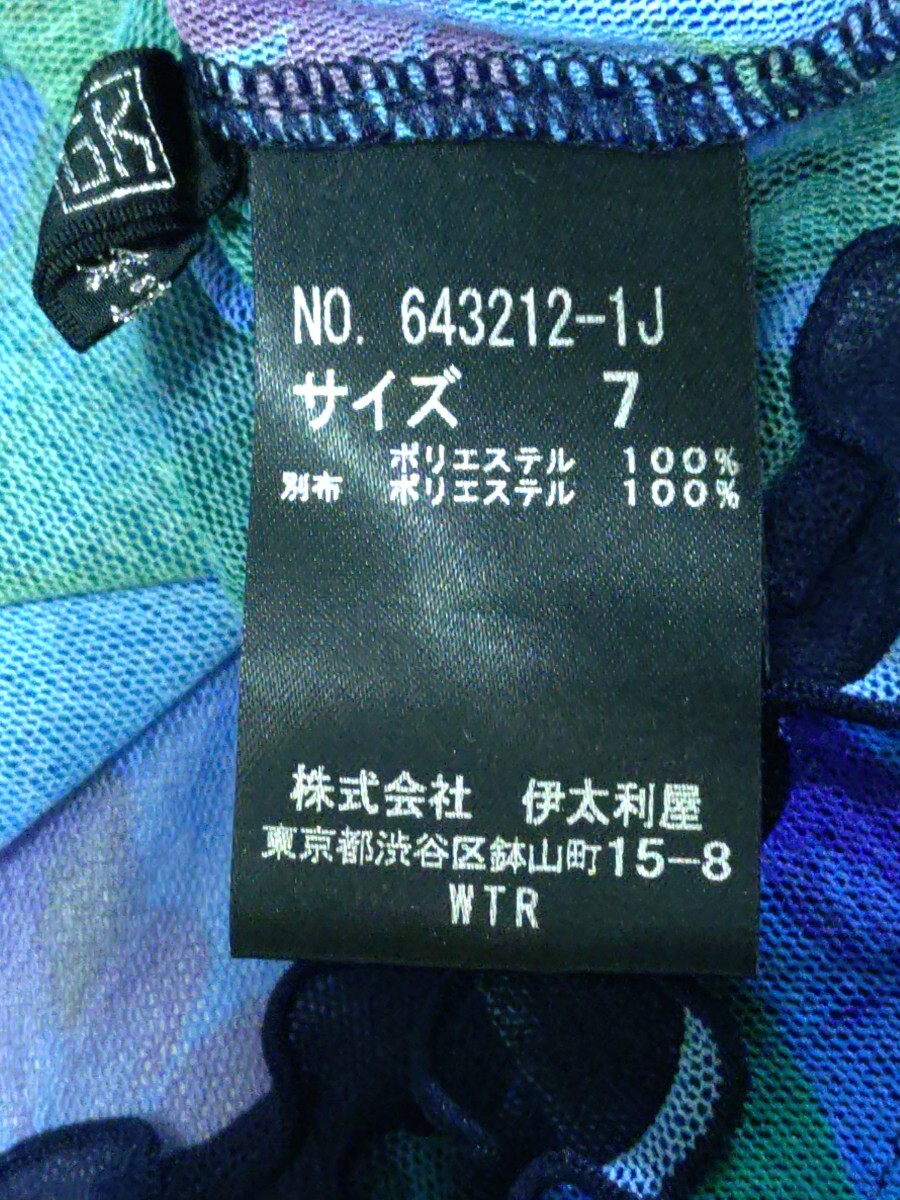 GK
NO. 643212-1J
サイズ 7
ポリエステル 100%
別布 ポリエステル 100%
株式会社 伊太利屋
東京都渋谷区鉢山町15-8
WTR